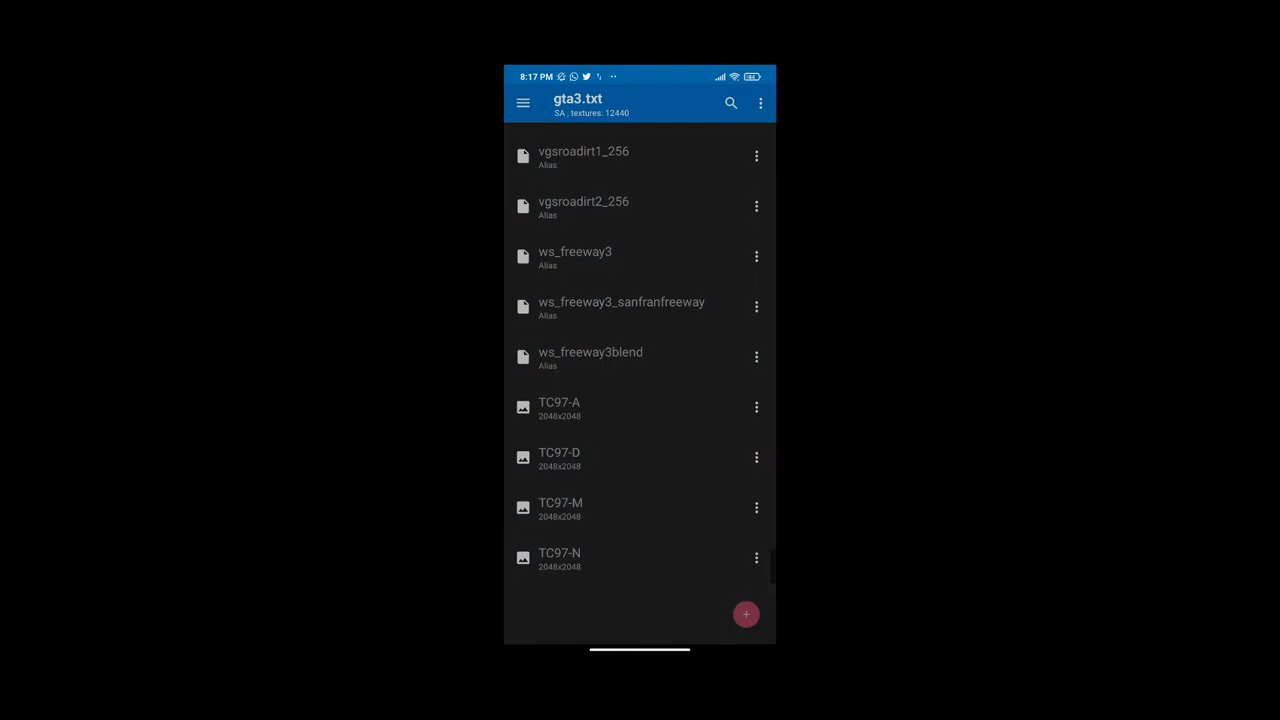 8:17 PM
44
gta3.txt
SA , textures: 12440
vgsroadirt1_256
Alias
vgsroadirt2_256
Alias
ws_freeway3
Alias
ws_freeway3_sanfranfreeway
Alias
ws_freeway3blend
Alias
TC97-A
2048x2048
TC97-D
2048x2048
TC97-M
2048x2048
TC97-N
2048x2048